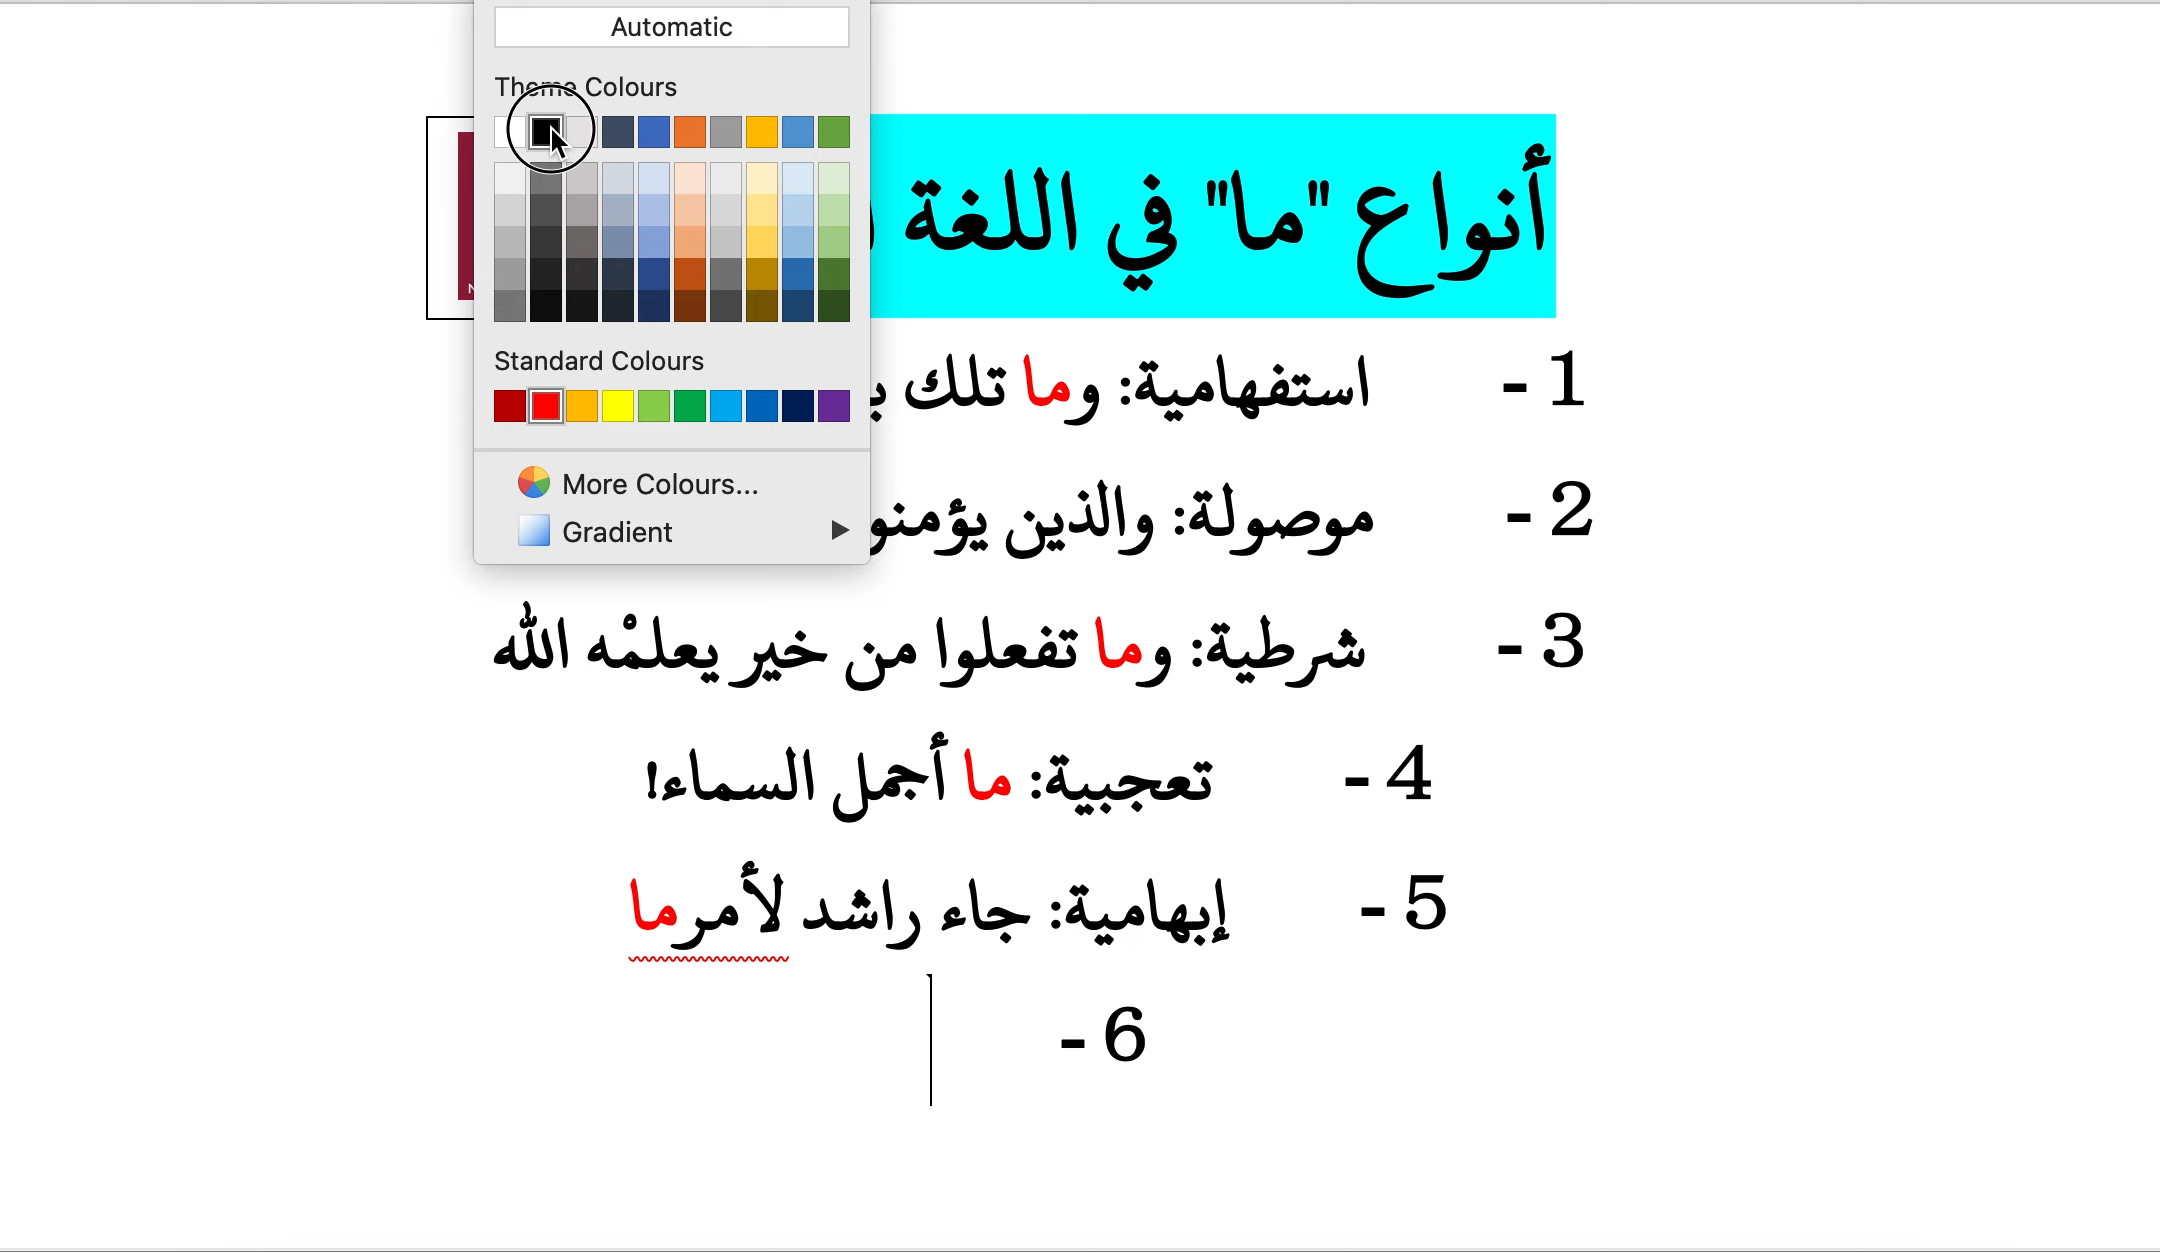 Automatic
Theme Colours
Standard Colours
More Colours...
Gradient
أنواع "ما" في اللغة
1- استفهامية: وما تلك
2- موصولة: والذين يؤمنو
3- شرطية: وما تفعلوا من خير يعلمْه الله
4- تعجبية: ما أجمل السماء!
5- إبهامية: جاء راشد لأمرما
6-